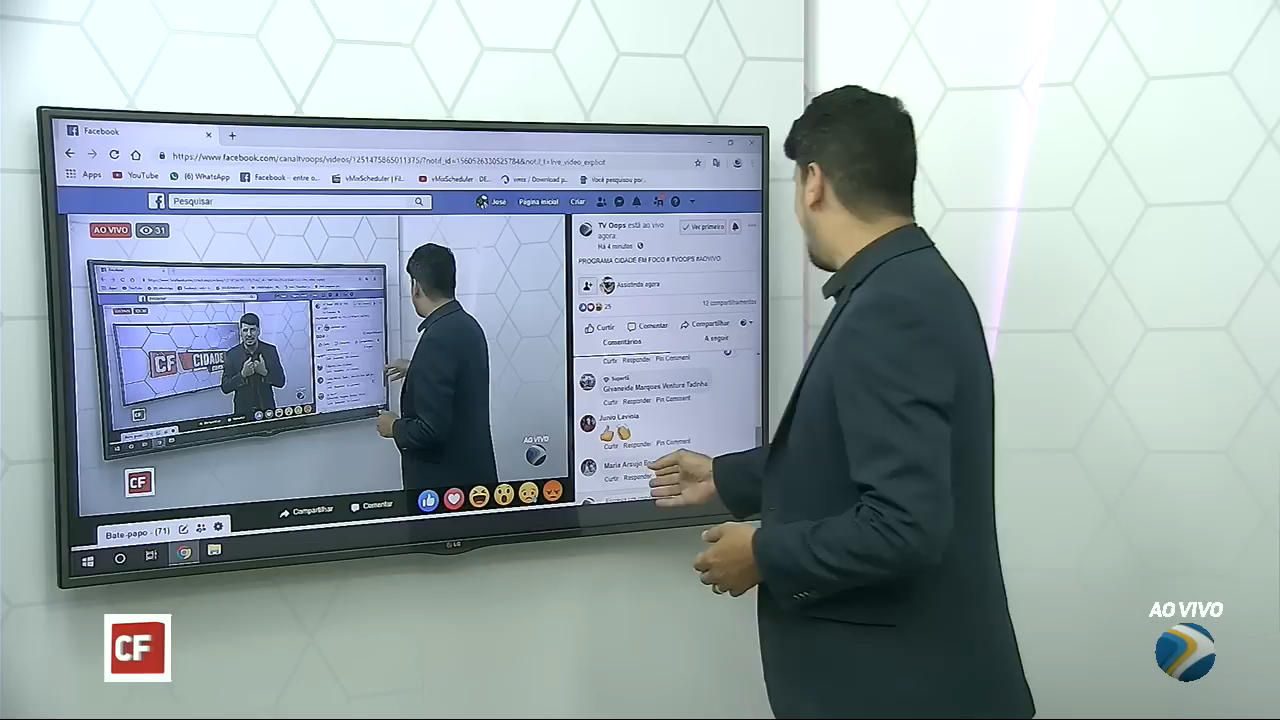 Facebook
https://www.facebook.com/canaltvoops/videos/1251475865011375/?notif_id=1560526330525784&notif_t=live_video_explicit
Apps YouTube (6) WhatsApp Facebook – entre o... vMixScheduler | Fil... vMixScheduler - DE... vmix / Download p... Você pesquisou por...
Pesquisar
José Página inicial Criar
AO VIVO 31
TV Oops está ao vivo
agora.
Há 4 minutos
Ver primeiro
PROGRAMA CIDADE EM FOCO # TVOOPS #AOVIVO
Assistindo agora
25
12 compartilhamentos
Curtir Comentar Compartilhar
Comentários A seguir
Curtir Responder Pin Comment
Superfã
Givaneide Marques Ventura Tadinha
Curtir Responder Pin Comment
Junio Lavinia
Curtir Responder Pin Comment
Maria Araujo
Curtir Responder
CF CIDADE
CF
AO VIVO
Compartilhar Comentar
Bate-papo - (71)
LG
CF
AO VIVO